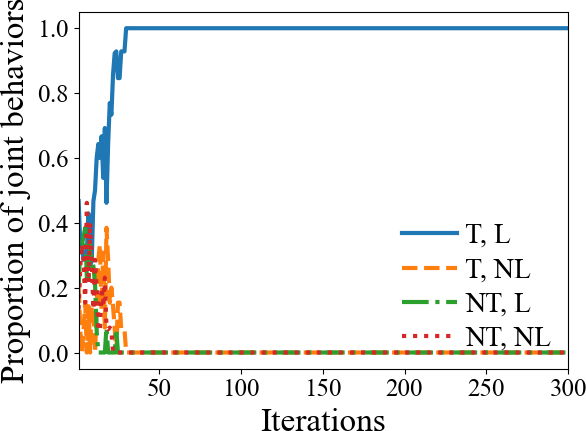 Proportion of joint behaviors
1.0
0.8
0.6
0.4
0.2
0.0
T, L
T, NL
NT, L
NT, NL
50 100 150 200 250 300
Iterations